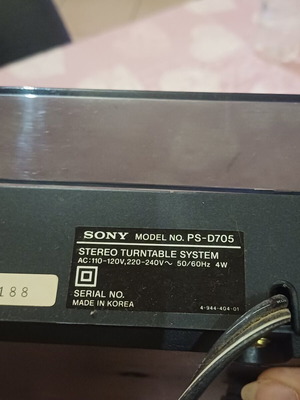 SONY MODEL NO. PS-D705
STEREO TURNTABLE SYSTEM
AC:110-120V,220-240V～ 50/60Hz 4W
SERIAL NO.
MADE IN KOREA
4-944-404-01
188